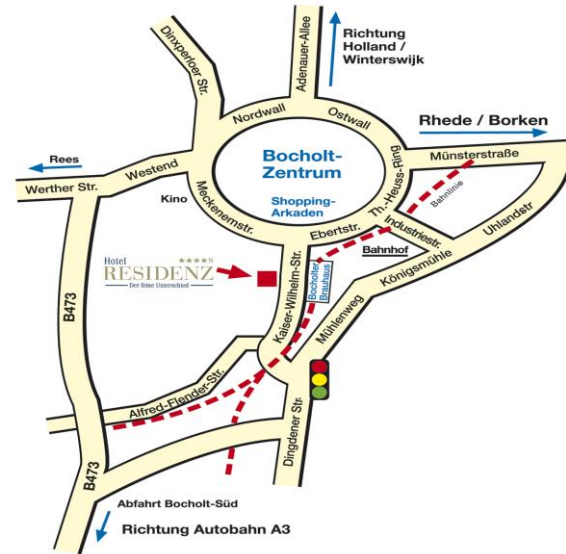 Dinxperloer Str.
Adenauer-Allee
Richtung
Holland /
Winterswijk
Nordwall
Ostwall
Rhede / Borken
Rees
Westend
Werther Str.
Kino
Meckenemstr.
Bocholt-
Zentrum
Shopping-
Arkaden
Th.-Heuss-Ring
Münsterstraße
Bahnlinie
Ebertstr.
Industriestr.
Uhlandstr
Bahnhof
Königsmühle
Hotel ★★★★S
RESIDENZ
Der feine Unterschied
Kaiser-Wilhelm-Str.
Bocholter
Brauhaus
Mühlenweg
B473
Alfred-Flender-Str.
Dingdener Str.
B473
Abfahrt Bocholt-Süd
Richtung Autobahn A3